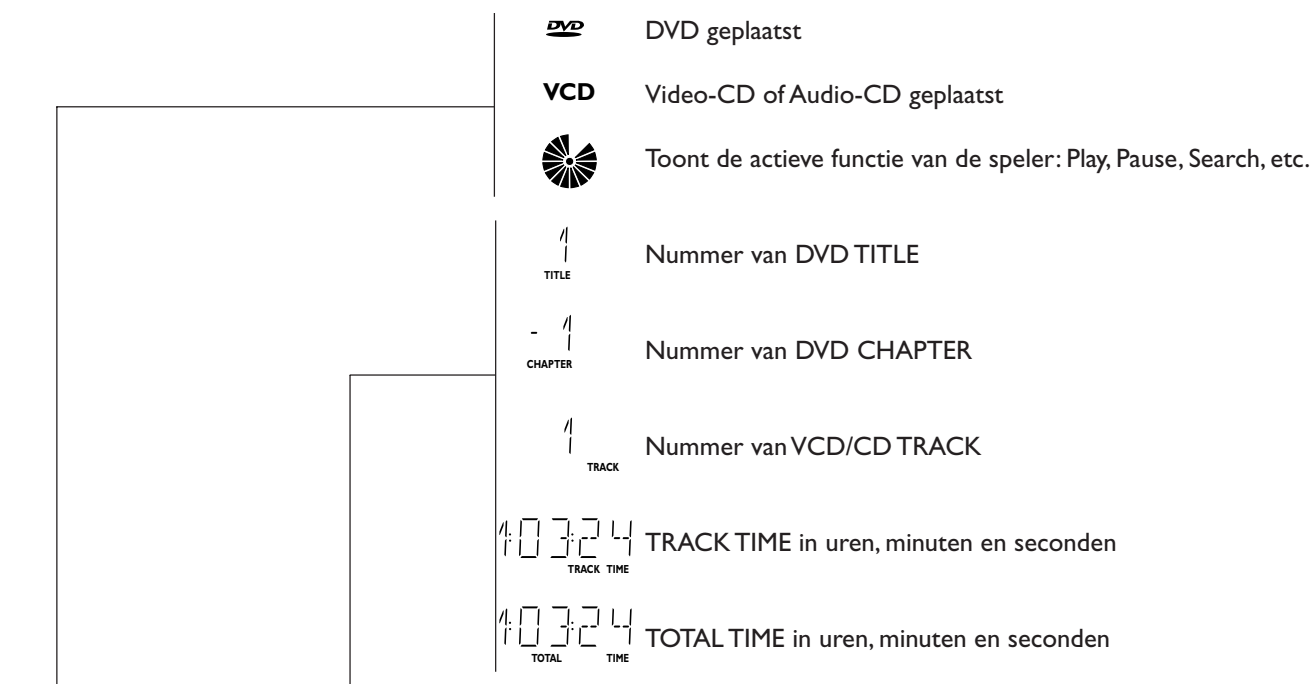 DVD DVD geplaatst
VCD Video-CD of Audio-CD geplaatst
Toont de actieve functie van de speler: Play, Pause, Search, etc.
1 Nummer van DVD TITLE
TITLE
- 1 Nummer van DVD CHAPTER
CHAPTER
1 Nummer van VCD/CD TRACK
TRACK
1:03:24 TRACK TIME in uren, minuten en seconden
TRACK TIME
1:03:24 TOTAL TIME in uren, minuten en seconden
TOTAL TIME